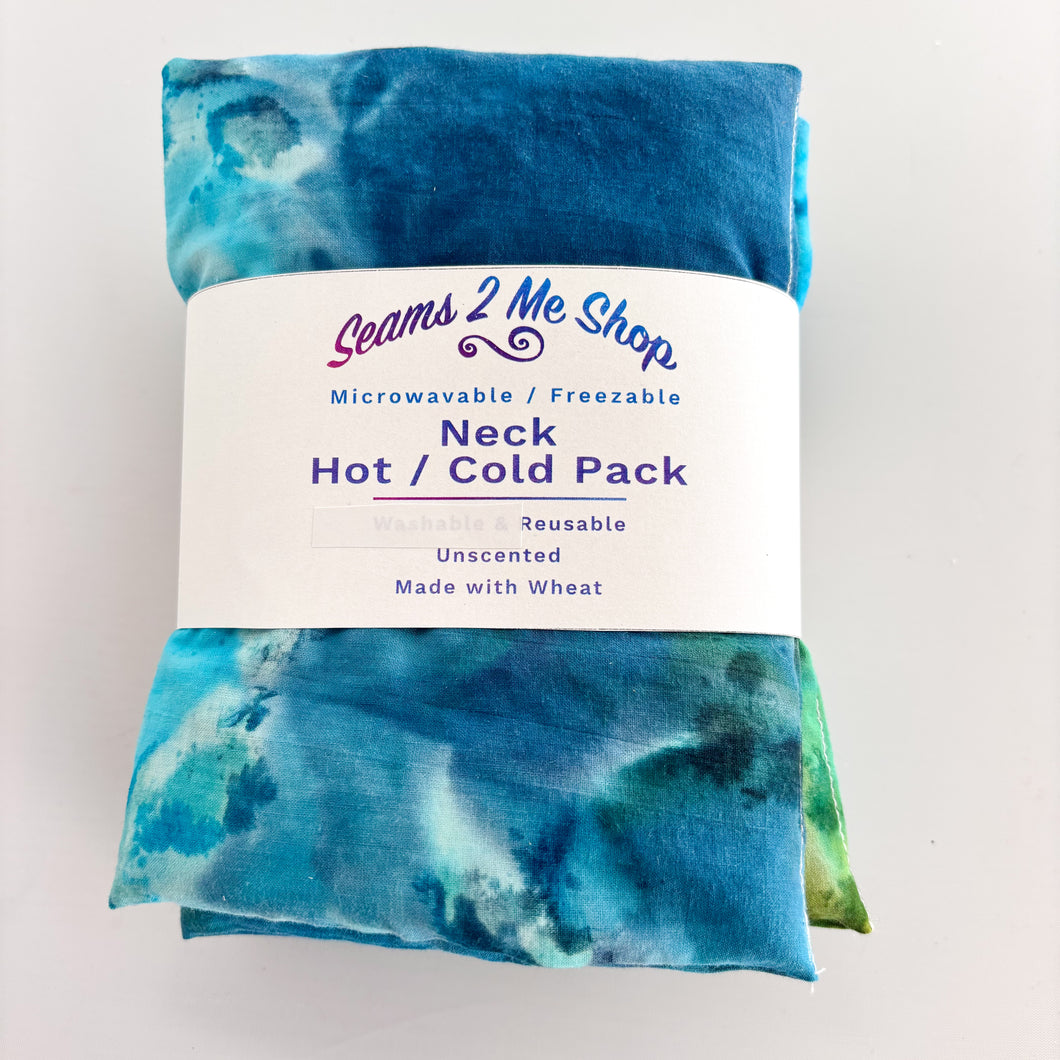 Seams 2 Me Shop
Microwavable / Freezable
Neck
Hot / Cold Pack
Washable & Reusable
Unscented
Made with Wheat